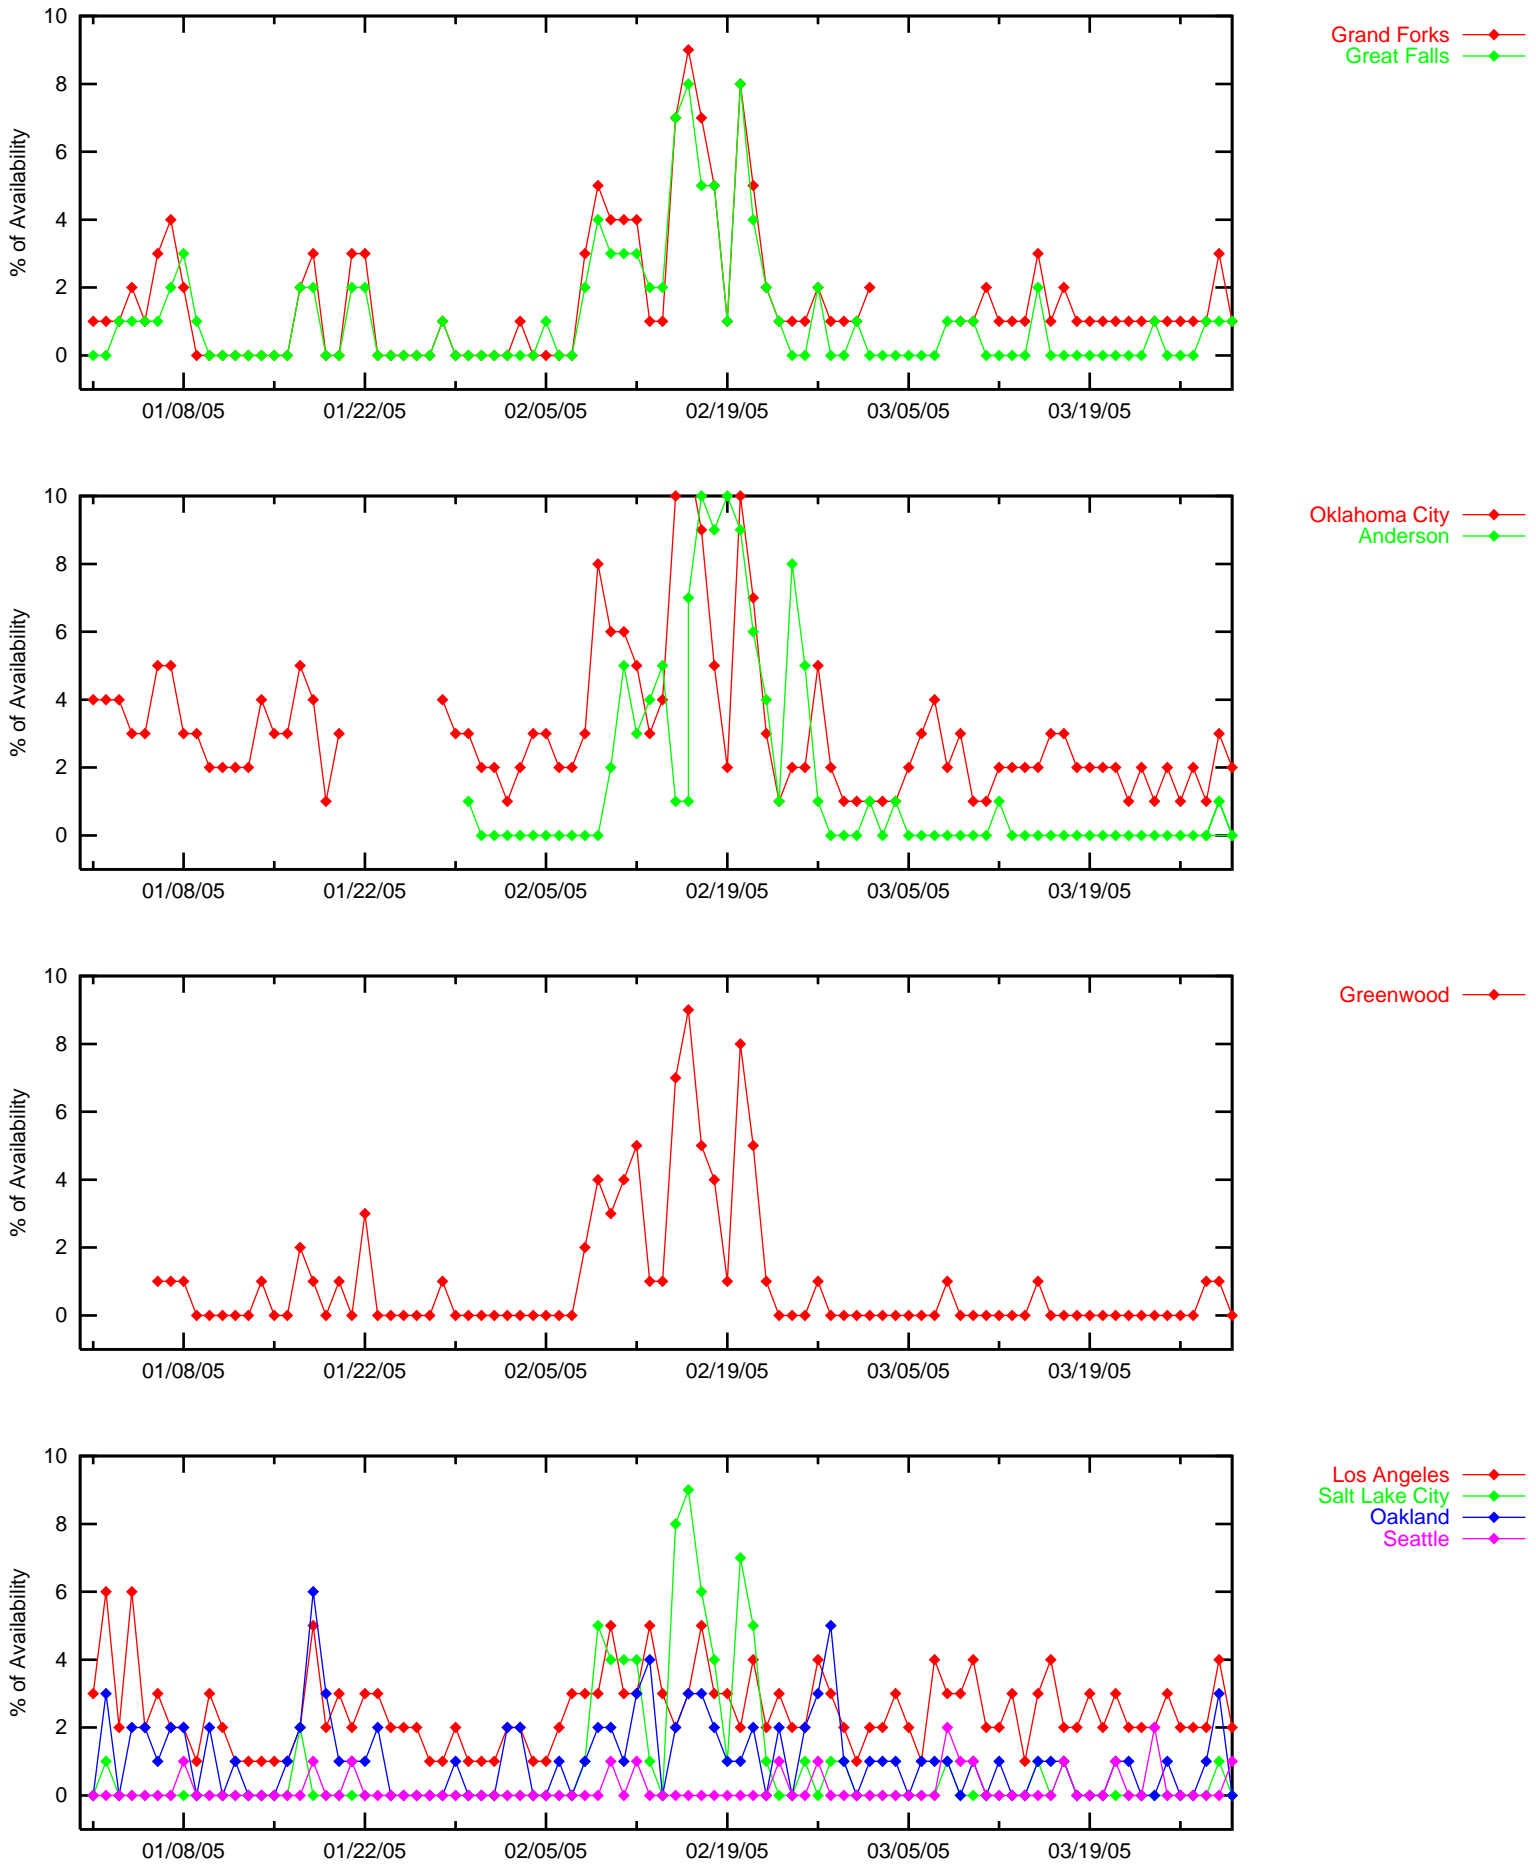 10
8
6
4
2
0
% of Availability
01/08/05 01/22/05 02/05/05 02/19/05 03/05/05 03/19/05
Grand Forks
Great Falls
10
8
6
4
2
0
% of Availability
01/08/05 01/22/05 02/05/05 02/19/05 03/05/05 03/19/05
Oklahoma City
Anderson
10
8
6
4
2
0
% of Availability
01/08/05 01/22/05 02/05/05 02/19/05 03/05/05 03/19/05
Greenwood
10
8
6
4
2
0
% of Availability
01/08/05 01/22/05 02/05/05 02/19/05 03/05/05 03/19/05
Los Angeles
Salt Lake City
Oakland
Seattle